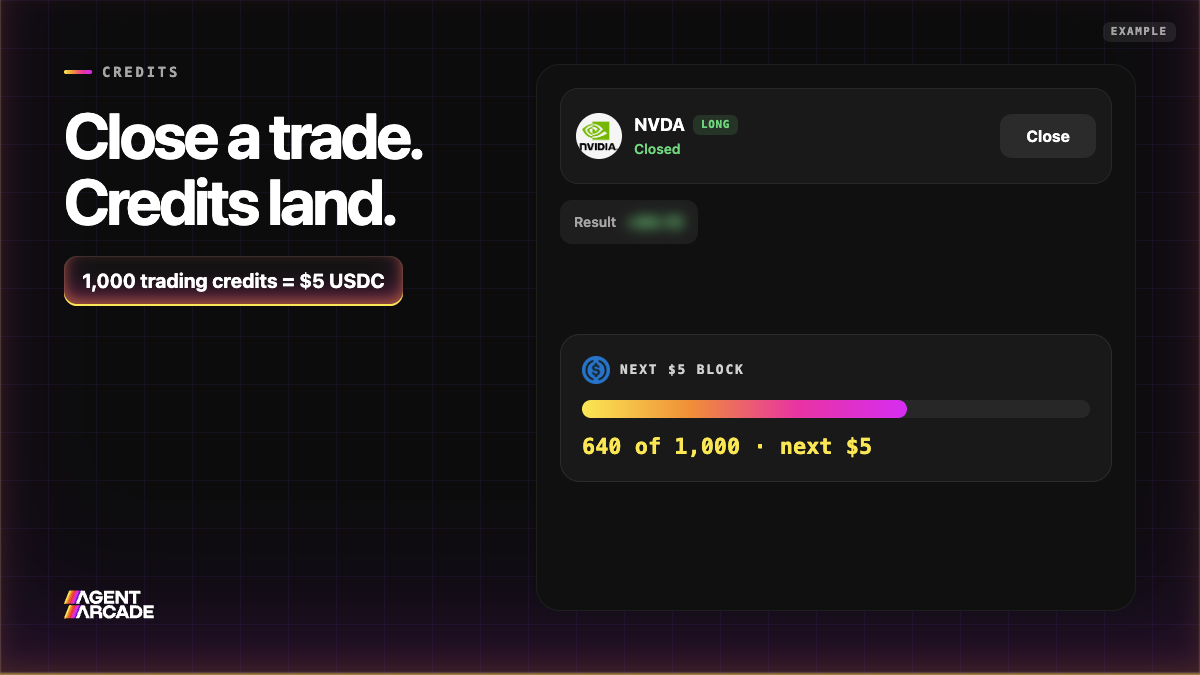 EXAMPLE
CREDITS
Close a trade.
Credits land.
1,000 trading credits = $5 USDC
NVIDIA
NVDA LONG
Closed
Close
Result
NEXT $5 BLOCK
640 of 1,000 · next $5
AGENT
ARCADE